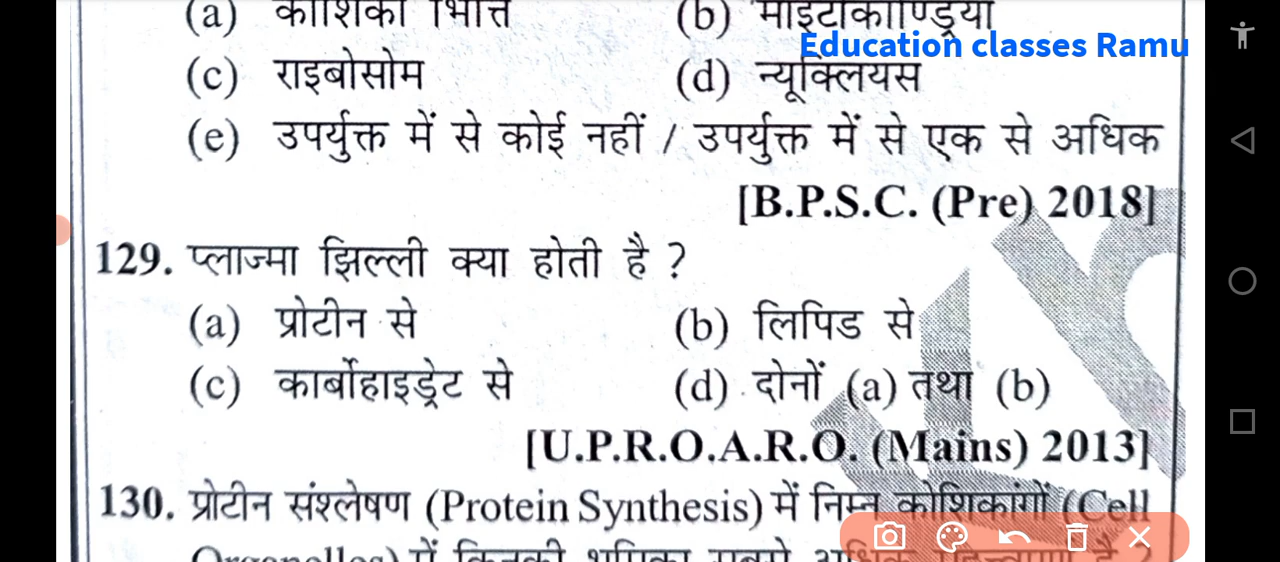 (a) कोशिका भित्ति (b) माइटोकॉण्ड्रिया
Education classes Ramu
(c) राइबोसोम (d) न्यूक्लियस
(e) उपर्युक्त में से कोई नहीं / उपर्युक्त में से एक से अधिक
[B.P.S.C. (Pre) 2018]
129. प्लाज्मा झिल्ली क्या होती है ?
(a) प्रोटीन से (b) लिपिड से
(c) कार्बोहाइड्रेट से (d) दोनों (a) तथा (b)
[U.P.R.O.A.R.O. (Mains) 2013]
130. प्रोटीन संश्लेषण (Protein Synthesis) में निम्न कोशिकांगों (Cell